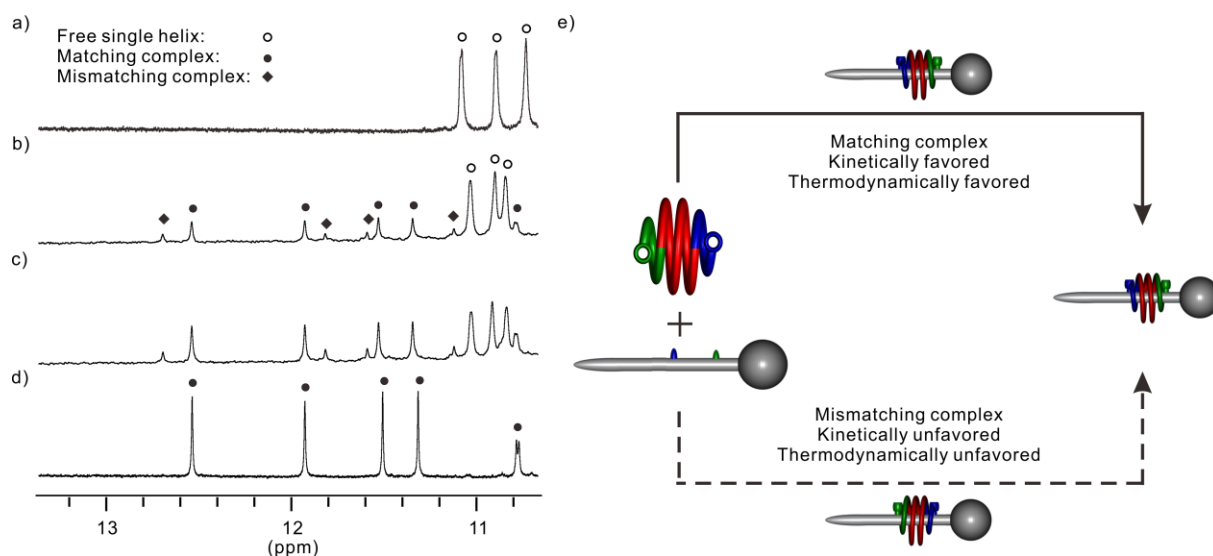 a)
Free single helix:
Matching complex:
Mismatching complex:
b)
c)
d)
13
12
11
(ppm)
e)
Matching complex
Kinetically favored
Thermodynamically favored
+
Mismatching complex
Kinetically unfavored
Thermodynamically unfavored